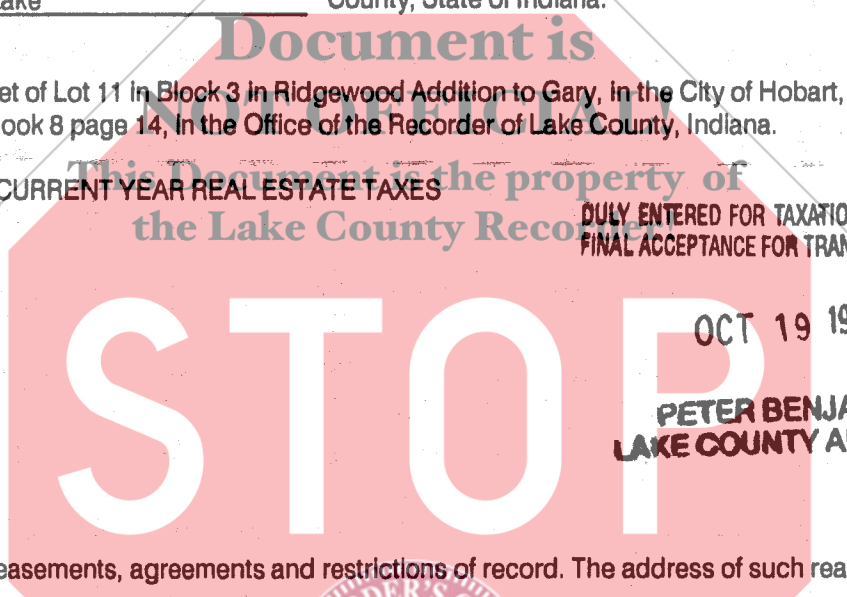 Lake County, State of Indiana.
Document is
et of Lot 11 in Block 3 in Ridgewood Addition to Gary, in the City of Hobart,
NOT OFFICIAL!
ook 8 page 14, in the Office of the Recorder of Lake County, Indiana.
This Document is the property of
CURRENT YEAR REAL ESTATE TAXES
the Lake County Recorder!
DULY ENTERED FOR TAXATIO
FINAL ACCEPTANCE FOR TRAN
OCT 19 19
STOP
PETER BENJA
LAKE COUNTY A
easements, agreements and restrictions of record. The address of such rea
DER'S